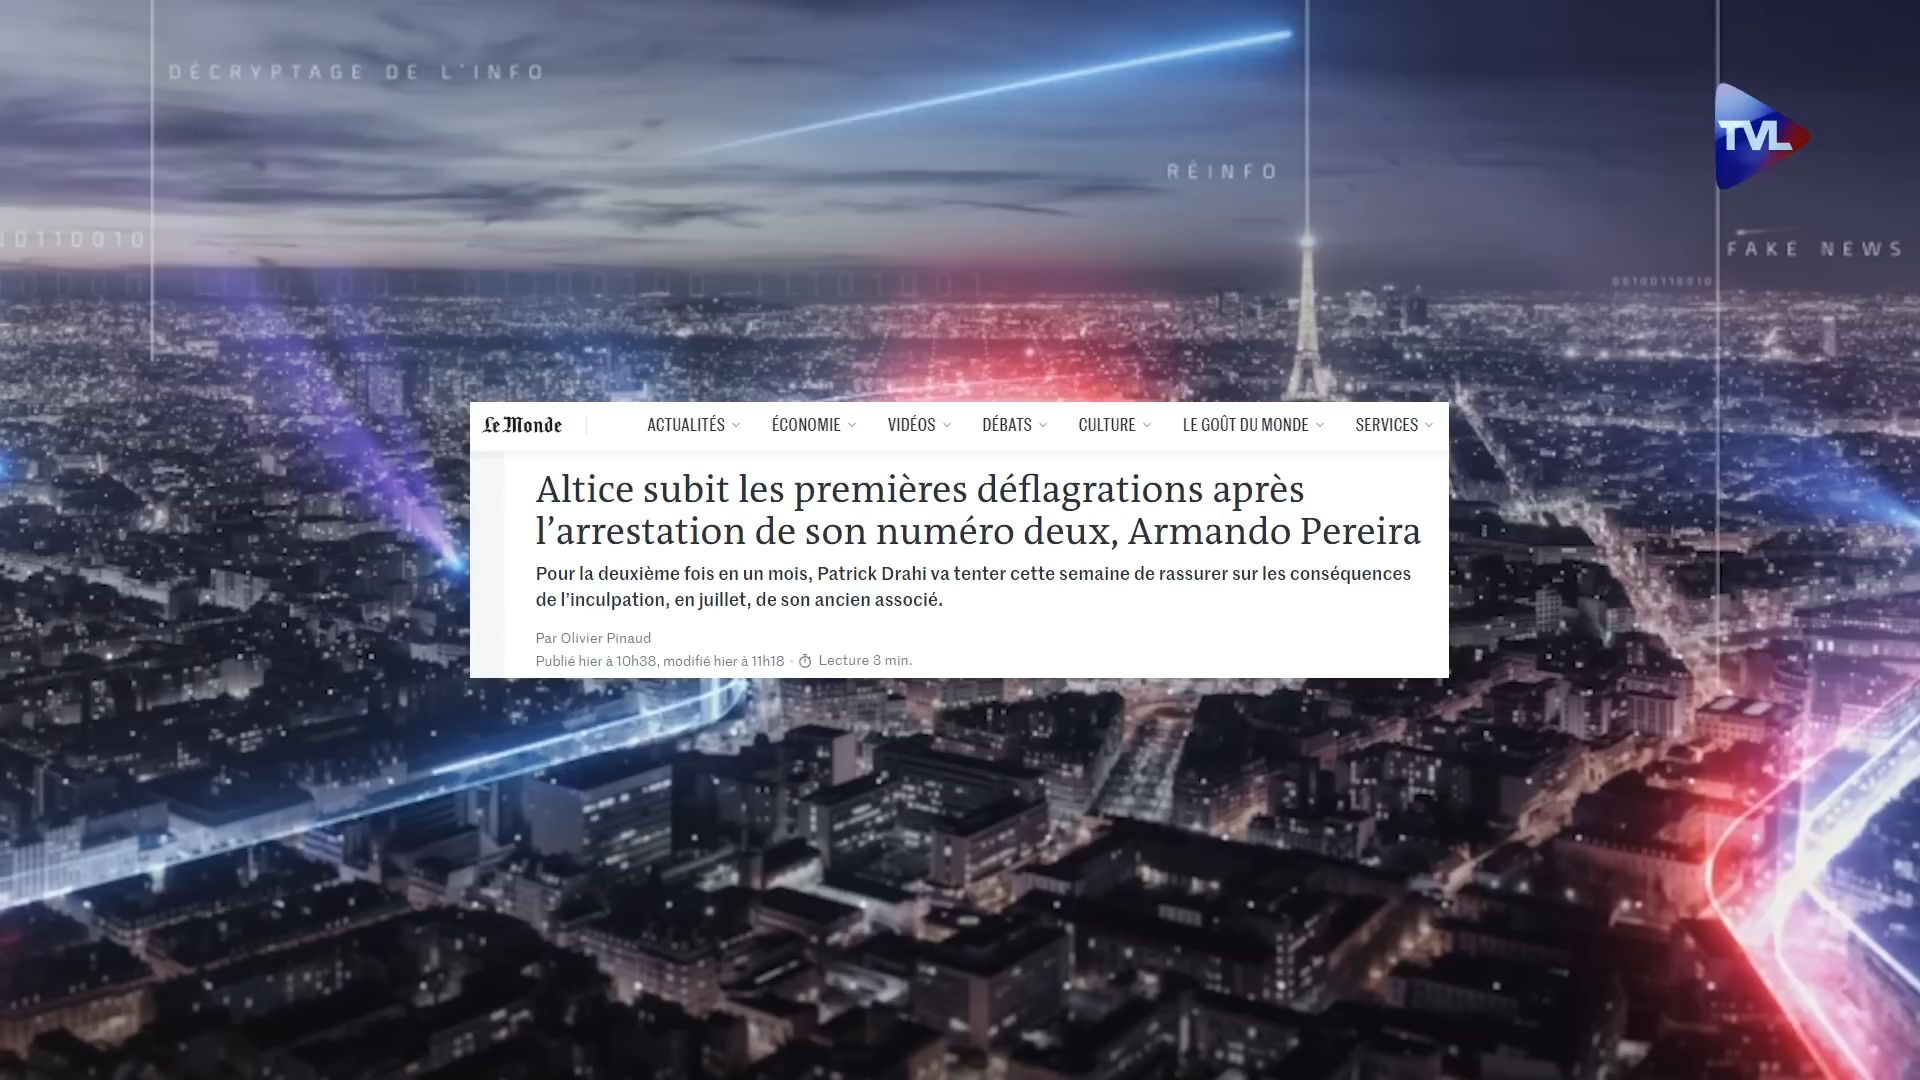 DÉCRYPTAGE DE L'INFO
TVL
RÉINFO
00110010
FAKE NEWS
00100110010
Le Monde
ACTUALITÉS
ÉCONOMIE
VIDÉOS
DÉBATS
CULTURE
LE GOÛT DU MONDE
SERVICES
Altice subit les premières déflagrations après
l’arrestation de son numéro deux, Armando Pereira
Pour la deuxième fois en un mois, Patrick Drahi va tenter cette semaine de rassurer sur les conséquences
de l’inculpation, en juillet, de son ancien associé.
Par Olivier Pinaud
Publié hier à 10h38, modifié hier à 11h18 • Lecture 3 min.